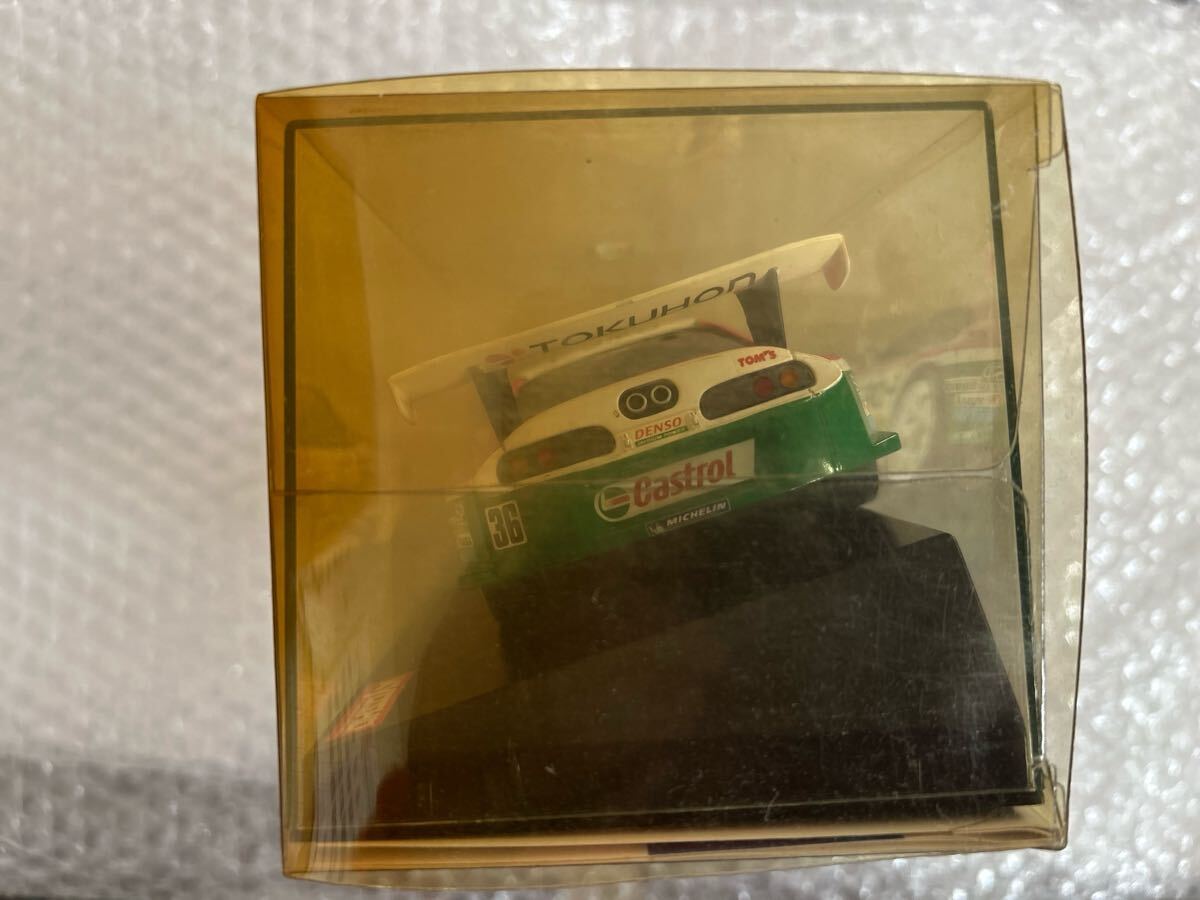 TOKUHON
TOM'S
DENSO
Castrol
MICHELIN
36